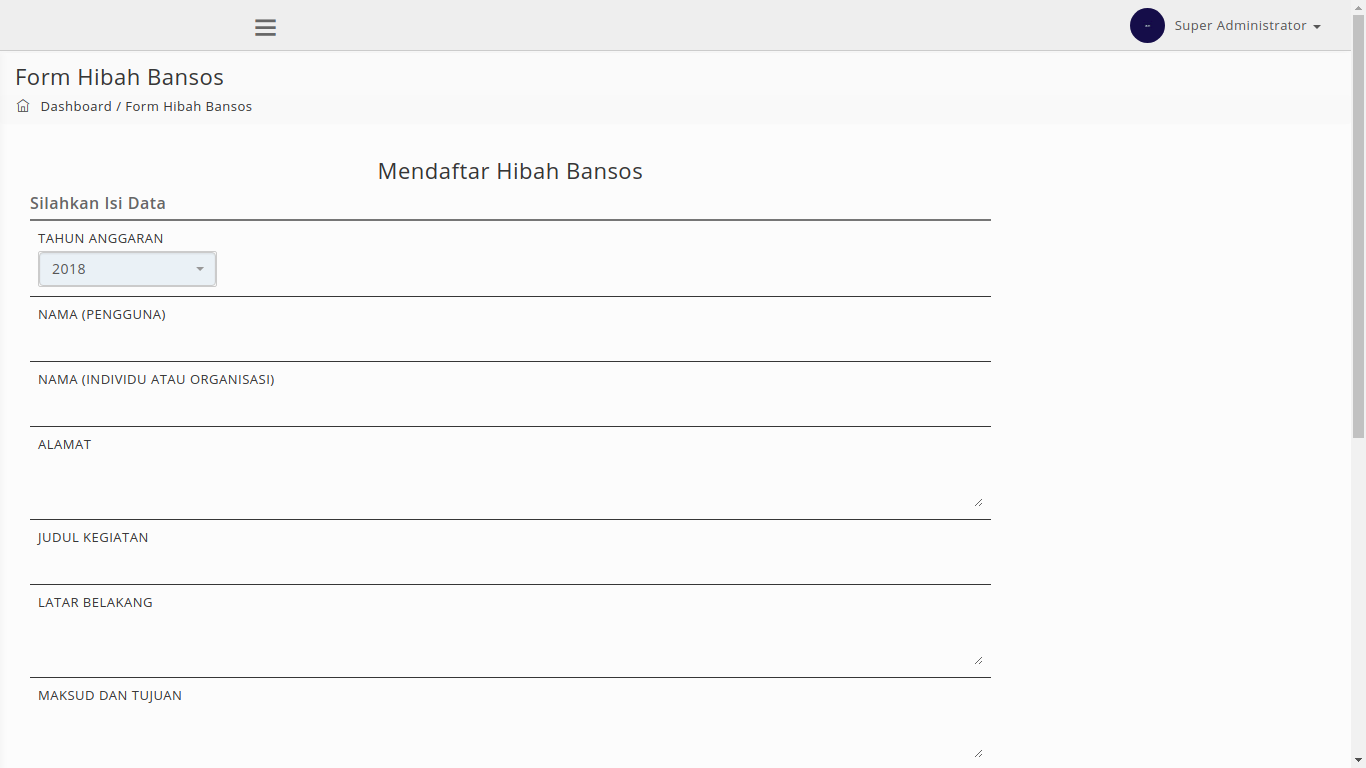 Super Administrator
Form Hibah Bansos
Dashboard / Form Hibah Bansos
Mendaftar Hibah Bansos
Silahkan Isi Data
TAHUN ANGGARAN
2018
NAMA (PENGGUNA)
NAMA (INDIVIDU ATAU ORGANISASI)
ALAMAT
JUDUL KEGIATAN
LATAR BELAKANG
MAKSUD DAN TUJUAN